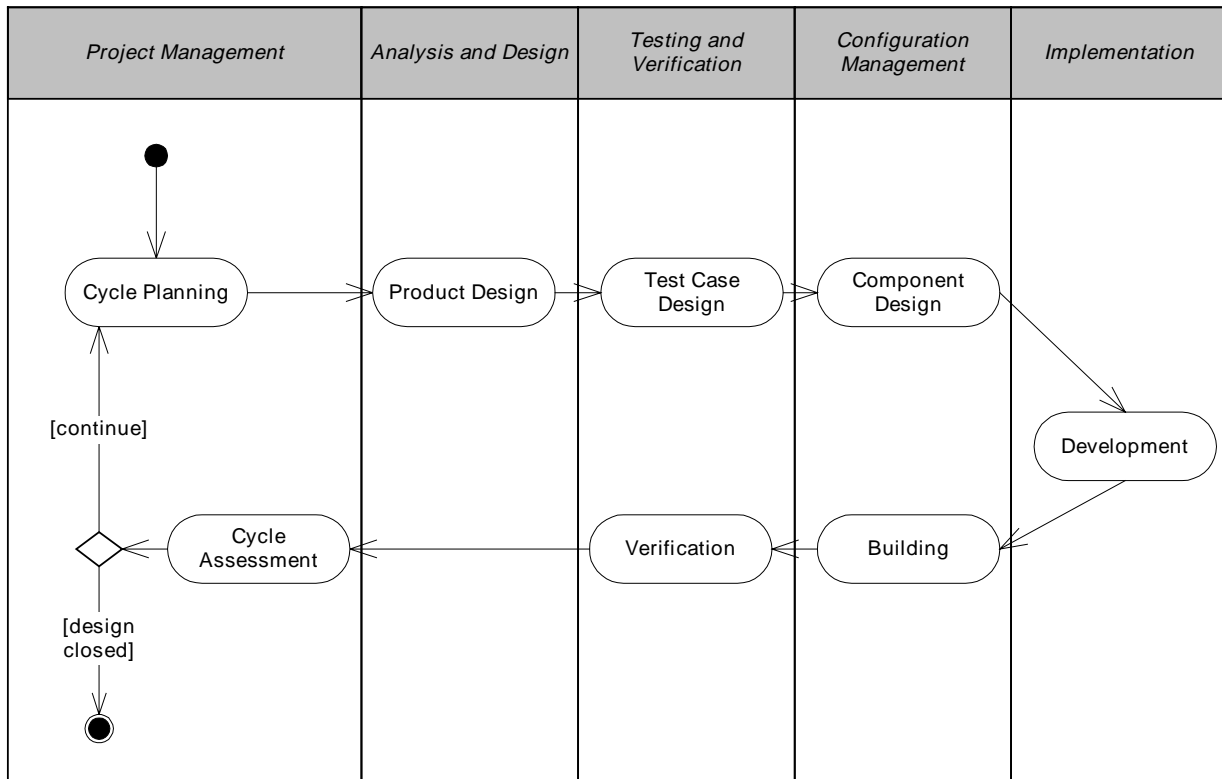 Project Management
Analysis and Design
Testing and
Verification
Configuration
Management
Implementation
Cycle Planning
Product Design
Test Case
Design
Component
Design
[continue]
Development
Cycle
Assessment
Verification
Building
[design
closed]